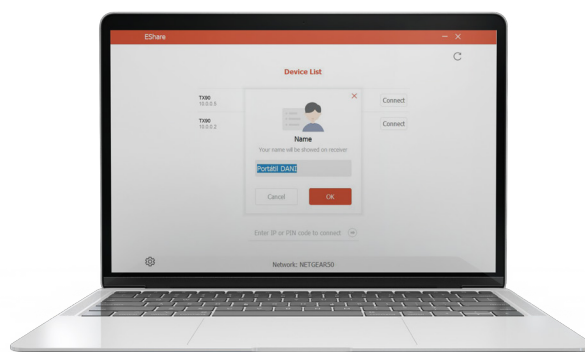 EShare
Device List
TX90
10.0.0.5
Connect
TX90
10.0.0.2
Connect
Name
Your name will be showed on receiver
Portátil DANI
Cancel
OK
Enter IP or PIN code to connect
Network: NETGEAR50